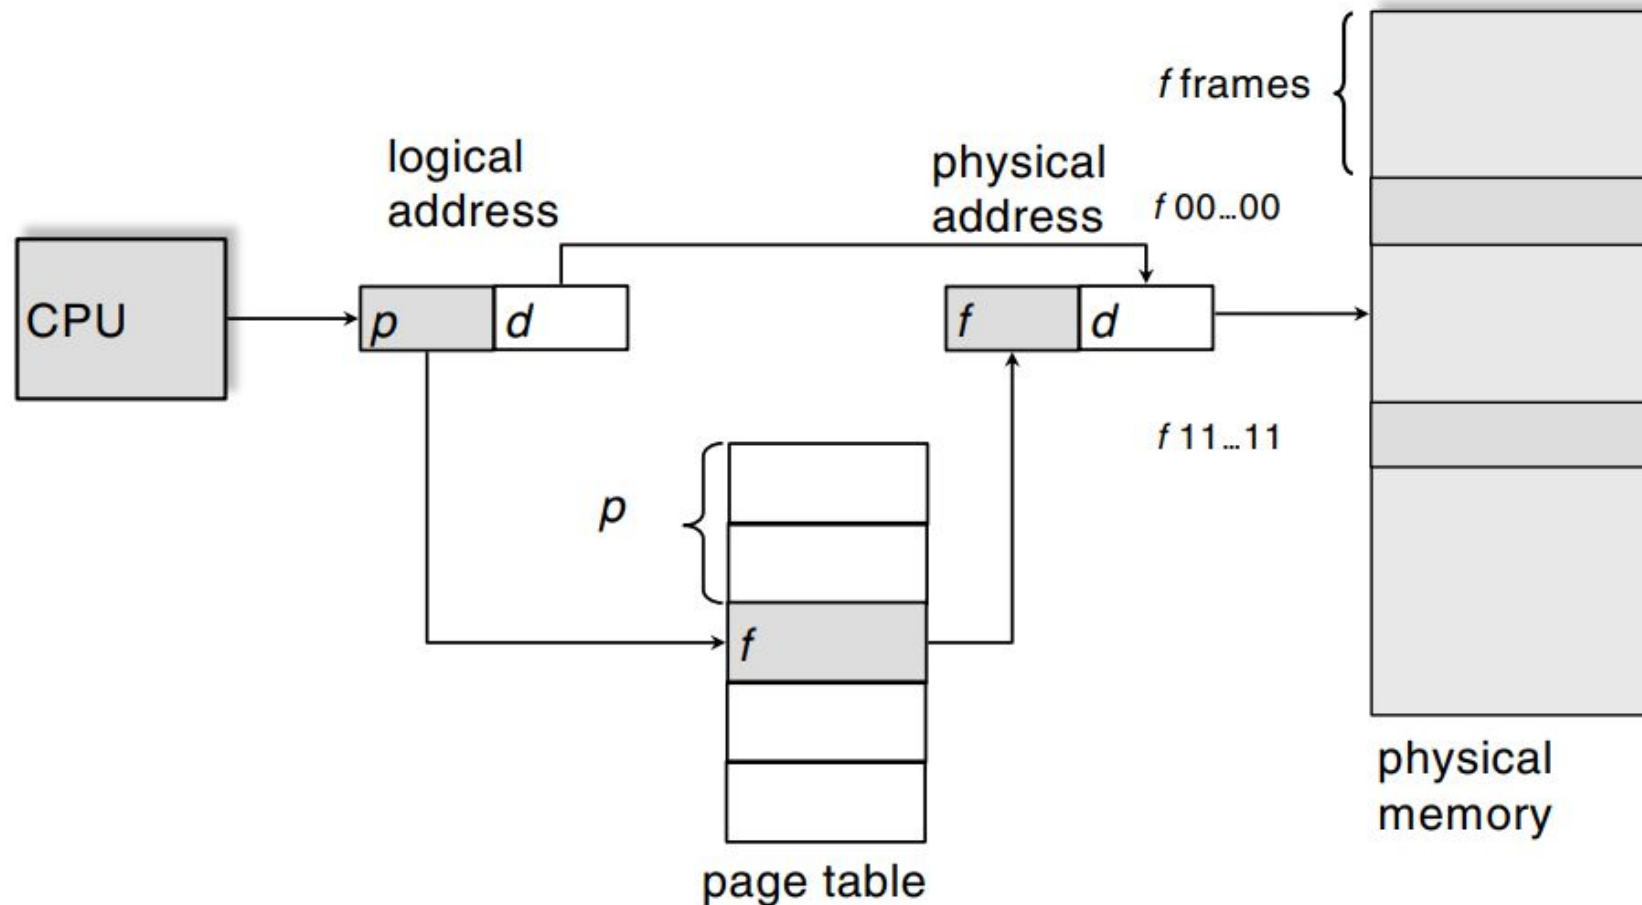 f frames
logical
address
physical
address
f 00...00
CPU
p
d
f
d
f 11...11
p
f
physical
memory
page table